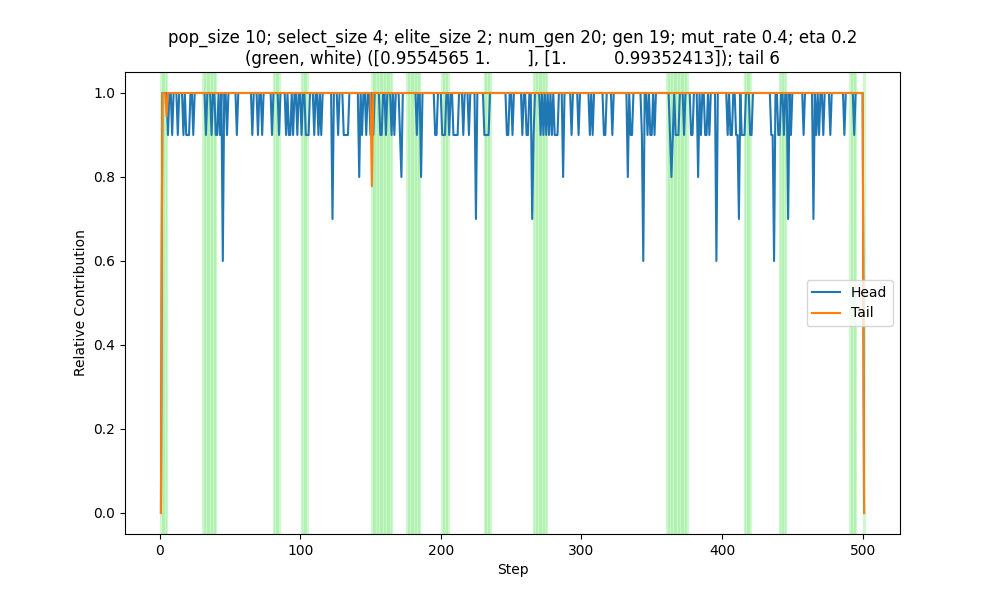 pop_size 10; select_size 4; elite_size 2; num_gen 20; gen 19; mut_rate 0.4; eta 0.2
(green, white) ([0.9554565 1.        ], [1.         0.99352413]); tail 6
1.0
0.8
0.6
0.4
0.2
0.0
Relative Contribution
Head
Tail
0
100
200
300
400
500
Step